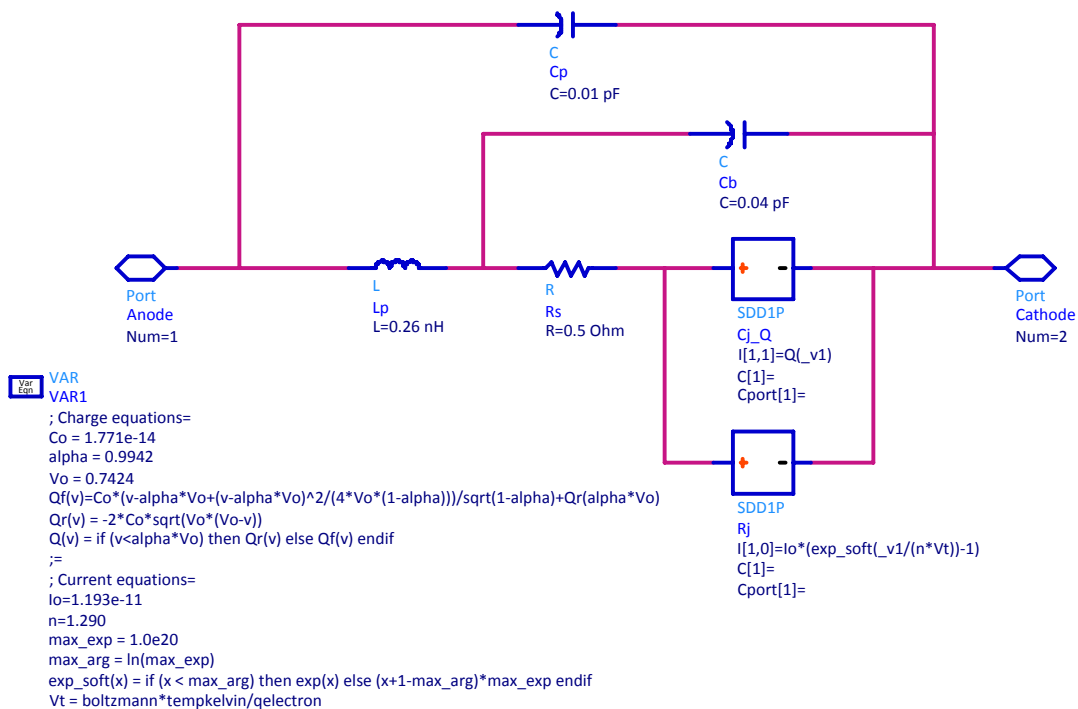 C
Cp
C=0.01 pF
C
Cb
C=0.04 pF
Port
Anode
Num=1
L
Lp
L=0.26 nH
R
Rs
R=0.5 Ohm
+ -
SDD1P
Cj_Q
I[1,1]=Q(_v1)
C[1]=
Cport[1]=
Port
Cathode
Num=2
+ -
SDD1P
Rj
I[1,0]=Io*(exp_soft(_v1/(n*Vt))-1)
C[1]=
Cport[1]=
Var
Eqn
VAR
VAR1
; Charge equations=
Co = 1.771e-14
alpha = 0.9942
Vo = 0.7424
Qf(v)=Co*(v-alpha*Vo+(v-alpha*Vo)^2/(4*Vo*(1-alpha)))/sqrt(1-alpha)+Qr(alpha*Vo)
Qr(v) = -2*Co*sqrt(Vo*(Vo-v))
Q(v) = if (v<alpha*Vo) then Qr(v) else Qf(v) endif
;=
; Current equations=
Io=1.193e-11
n=1.290
max_exp = 1.0e20
max_arg = ln(max_exp)
exp_soft(x) = if (x < max_arg) then exp(x) else (x+1-max_arg)*max_exp endif
Vt = boltzmann*tempkelvin/qelectron